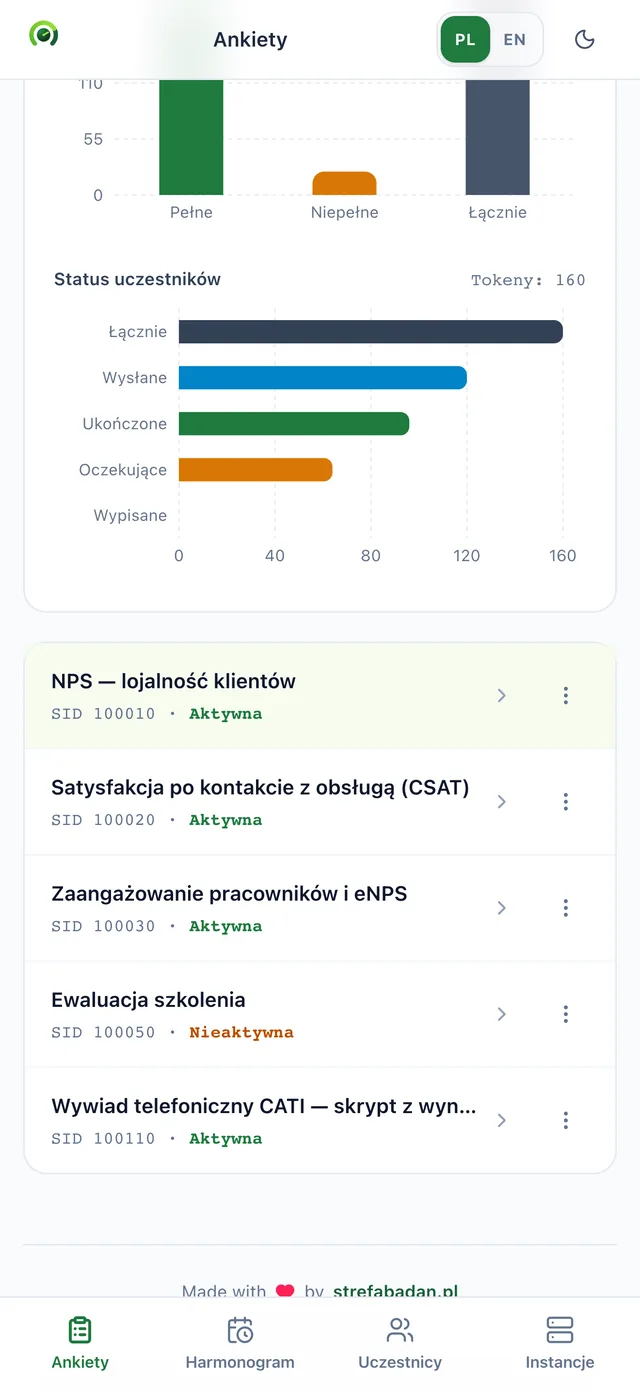 Ankiety
PL EN
110
55
0
Pełne Niepełne Łącznie
Status uczestników Tokeny: 160
Łącznie
Wysłane
Ukończone
Oczekujące
Wypisane
0 40 80 120 160
NPS — lojalność klientów
SID 100010 · Aktywna
Satysfakcja po kontakcie z obsługą (CSAT)
SID 100020 · Aktywna
Zaangażowanie pracowników i eNPS
SID 100030 · Aktywna
Ewaluacja szkolenia
SID 100050 · Nieaktywna
Wywiad telefoniczny CATI — skrypt z wyn...
SID 100110 · Aktywna
Made with ❤️ by strefabadan.pl
Ankiety Harmonogram Uczestnicy Instancje